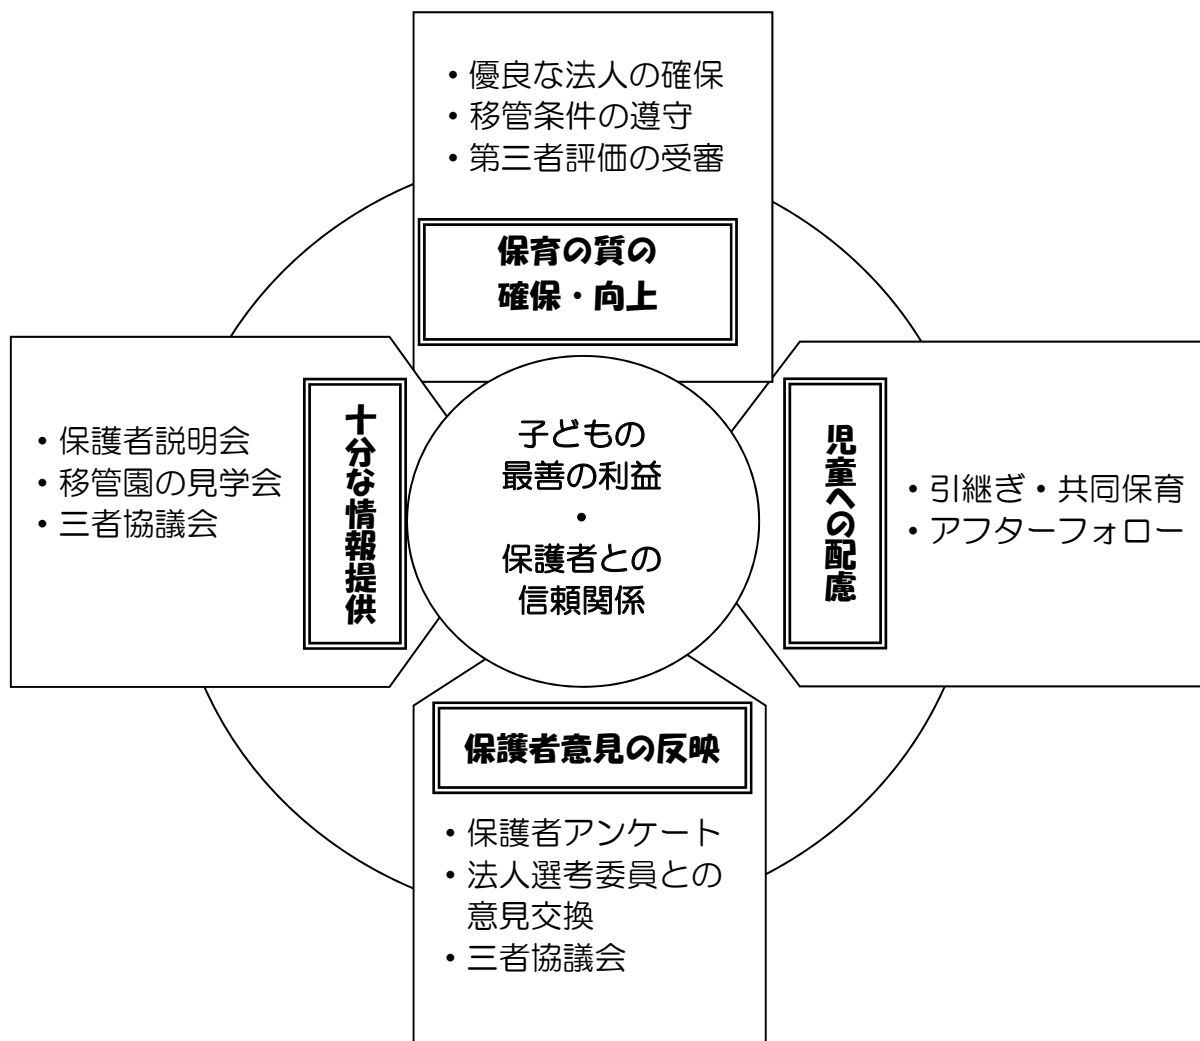 ・優良な法人の確保
・移管条件の遵守
・第三者評価の受審
保育の質の
確保・向上
・保護者説明会
・移管園の見学会
・三者協議会
十分な情報提供
子どもの
最善の利益
・
保護者との
信頼関係
児童への配慮
・引継ぎ・共同保育
・アフターフォロー
保護者意見の反映
・保護者アンケート
・法人選考委員との
意見交換
・三者協議会